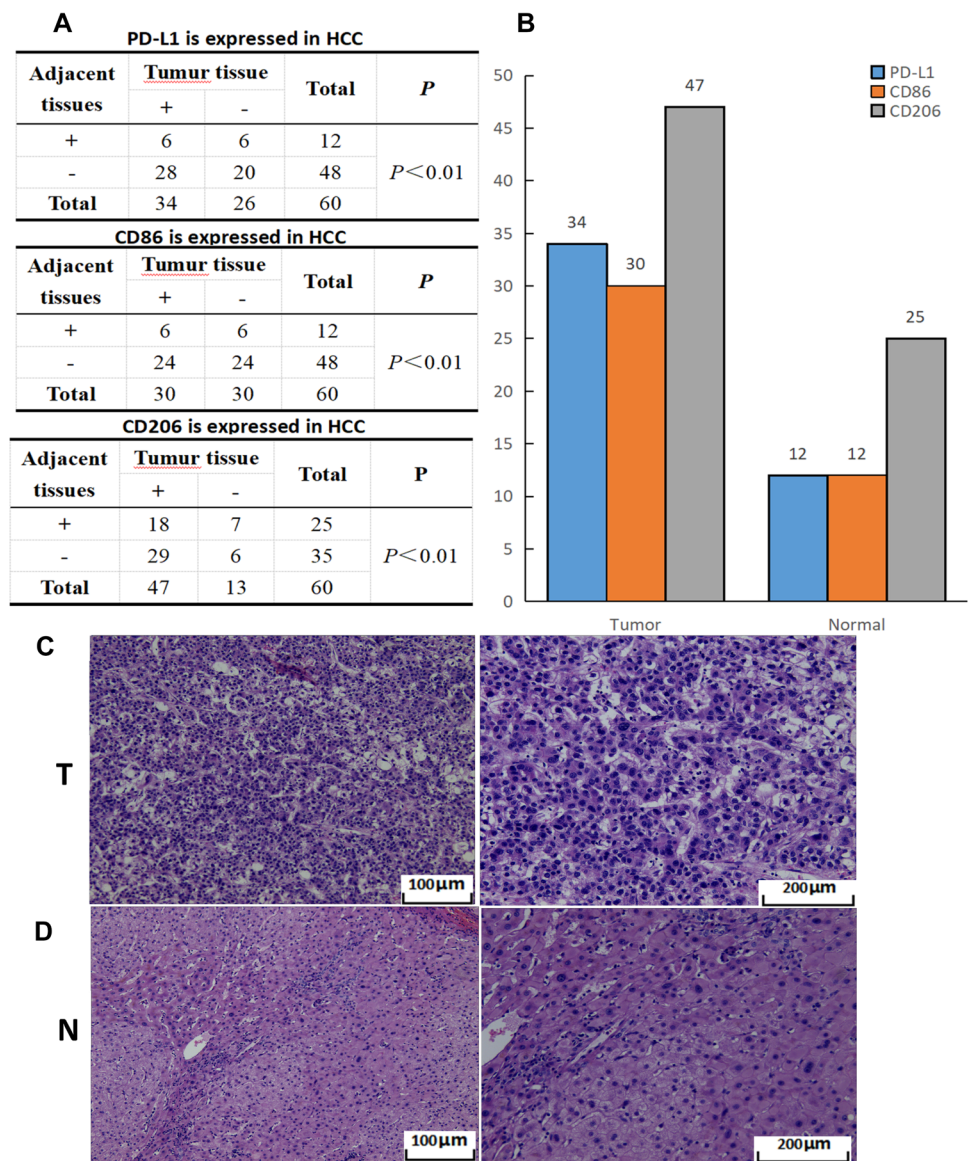 A
PD-L1 is expressed in HCC
Adjacent tissues Tumur tissue Total P
+ -
+ 6 6 12 P＜0.01
- 28 20 48
Total 34 26 60
CD86 is expressed in HCC
Adjacent tissues Tumur tissue Total P
+ -
+ 6 6 12 P＜0.01
- 24 24 48
Total 30 30 60
CD206 is expressed in HCC
Adjacent tissues Tumur tissue Total P
+ -
+ 18 7 25 P＜0.01
- 29 6 35
Total 47 13 60
B
PD-L1
CD86
CD206
50
45
40
35
30
25
20
15
10
5
0
34
30
47
12
12
25
Tumor
Normal
C
T
100μm
200μm
D
N
100μm
200μm